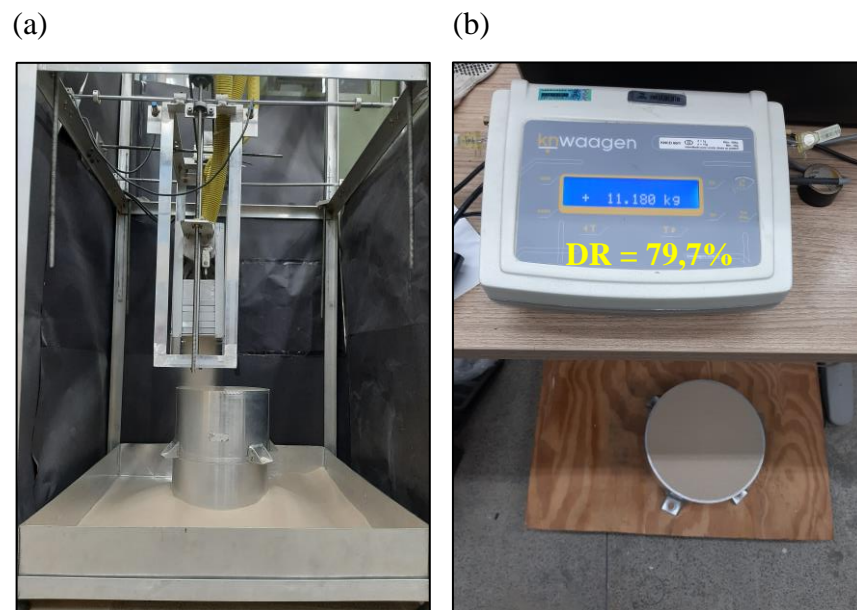 (a)
(b)
knwaagen
+ 11.180 kg
DR = 79,7%